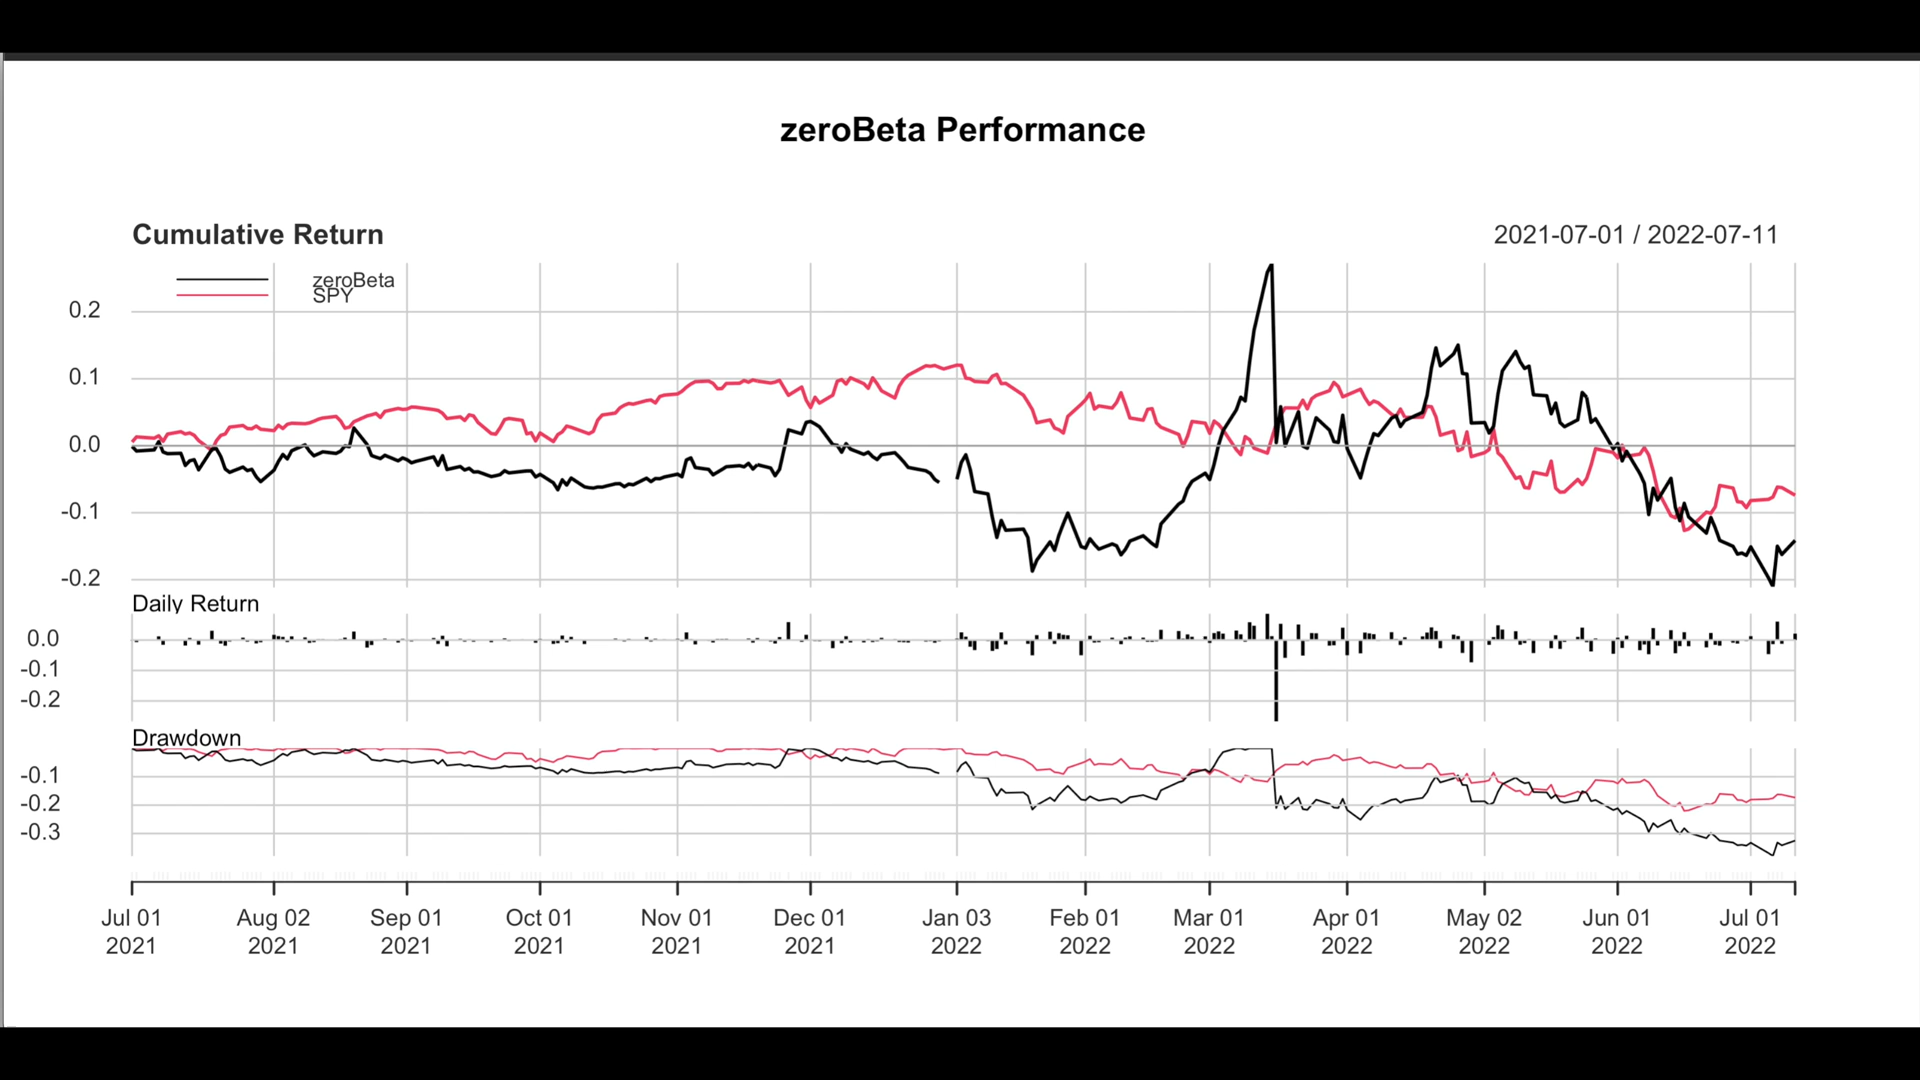 zeroBeta Performance
Cumulative Return
2021-07-01 / 2022-07-11
zeroBeta
SPY
0.2
0.1
0.0
-0.1
-0.2
Daily Return
0.0
-0.1
-0.2
Drawdown
-0.1
-0.2
-0.3
Jul 01 Aug 02 Sep 01 Oct 01 Nov 01 Dec 01 Jan 03 Feb 01 Mar 01 Apr 01 May 02 Jun 01 Jul 01
2021 2021 2021 2021 2021 2021 2022 2022 2022 2022 2022 2022 2022